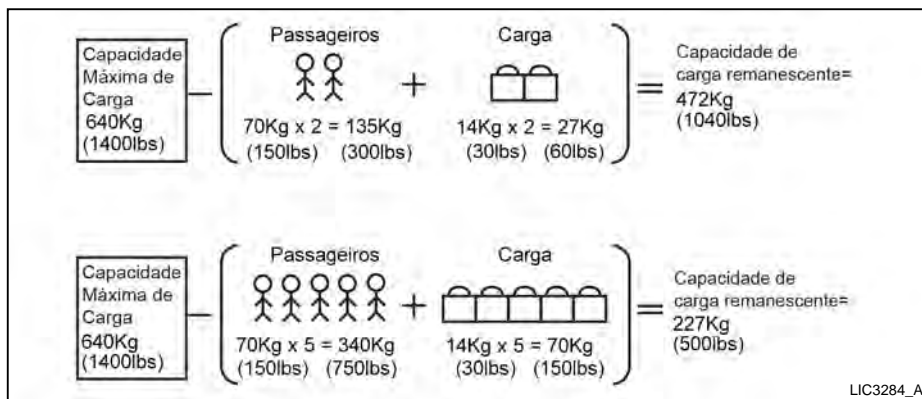 Capacidade
Máxima de
Carga
640Kg
(1400lbs)
Passageiros
70Kg x 2 = 135Kg
(150lbs) (300lbs)
+
Carga
14Kg x 2 = 27Kg
(30lbs) (60lbs)
=
Capacidade de
carga remanescente=
472Kg
(1040lbs)
Capacidade
Máxima de
Carga
640Kg
(1400lbs)
Passageiros
70Kg x 5 = 340Kg
(150lbs) (750lbs)
+
Carga
14Kg x 5 = 70Kg
(30lbs) (150lbs)
=
Capacidade de
carga remanescente=
227Kg
(500lbs)
LIC3284_A